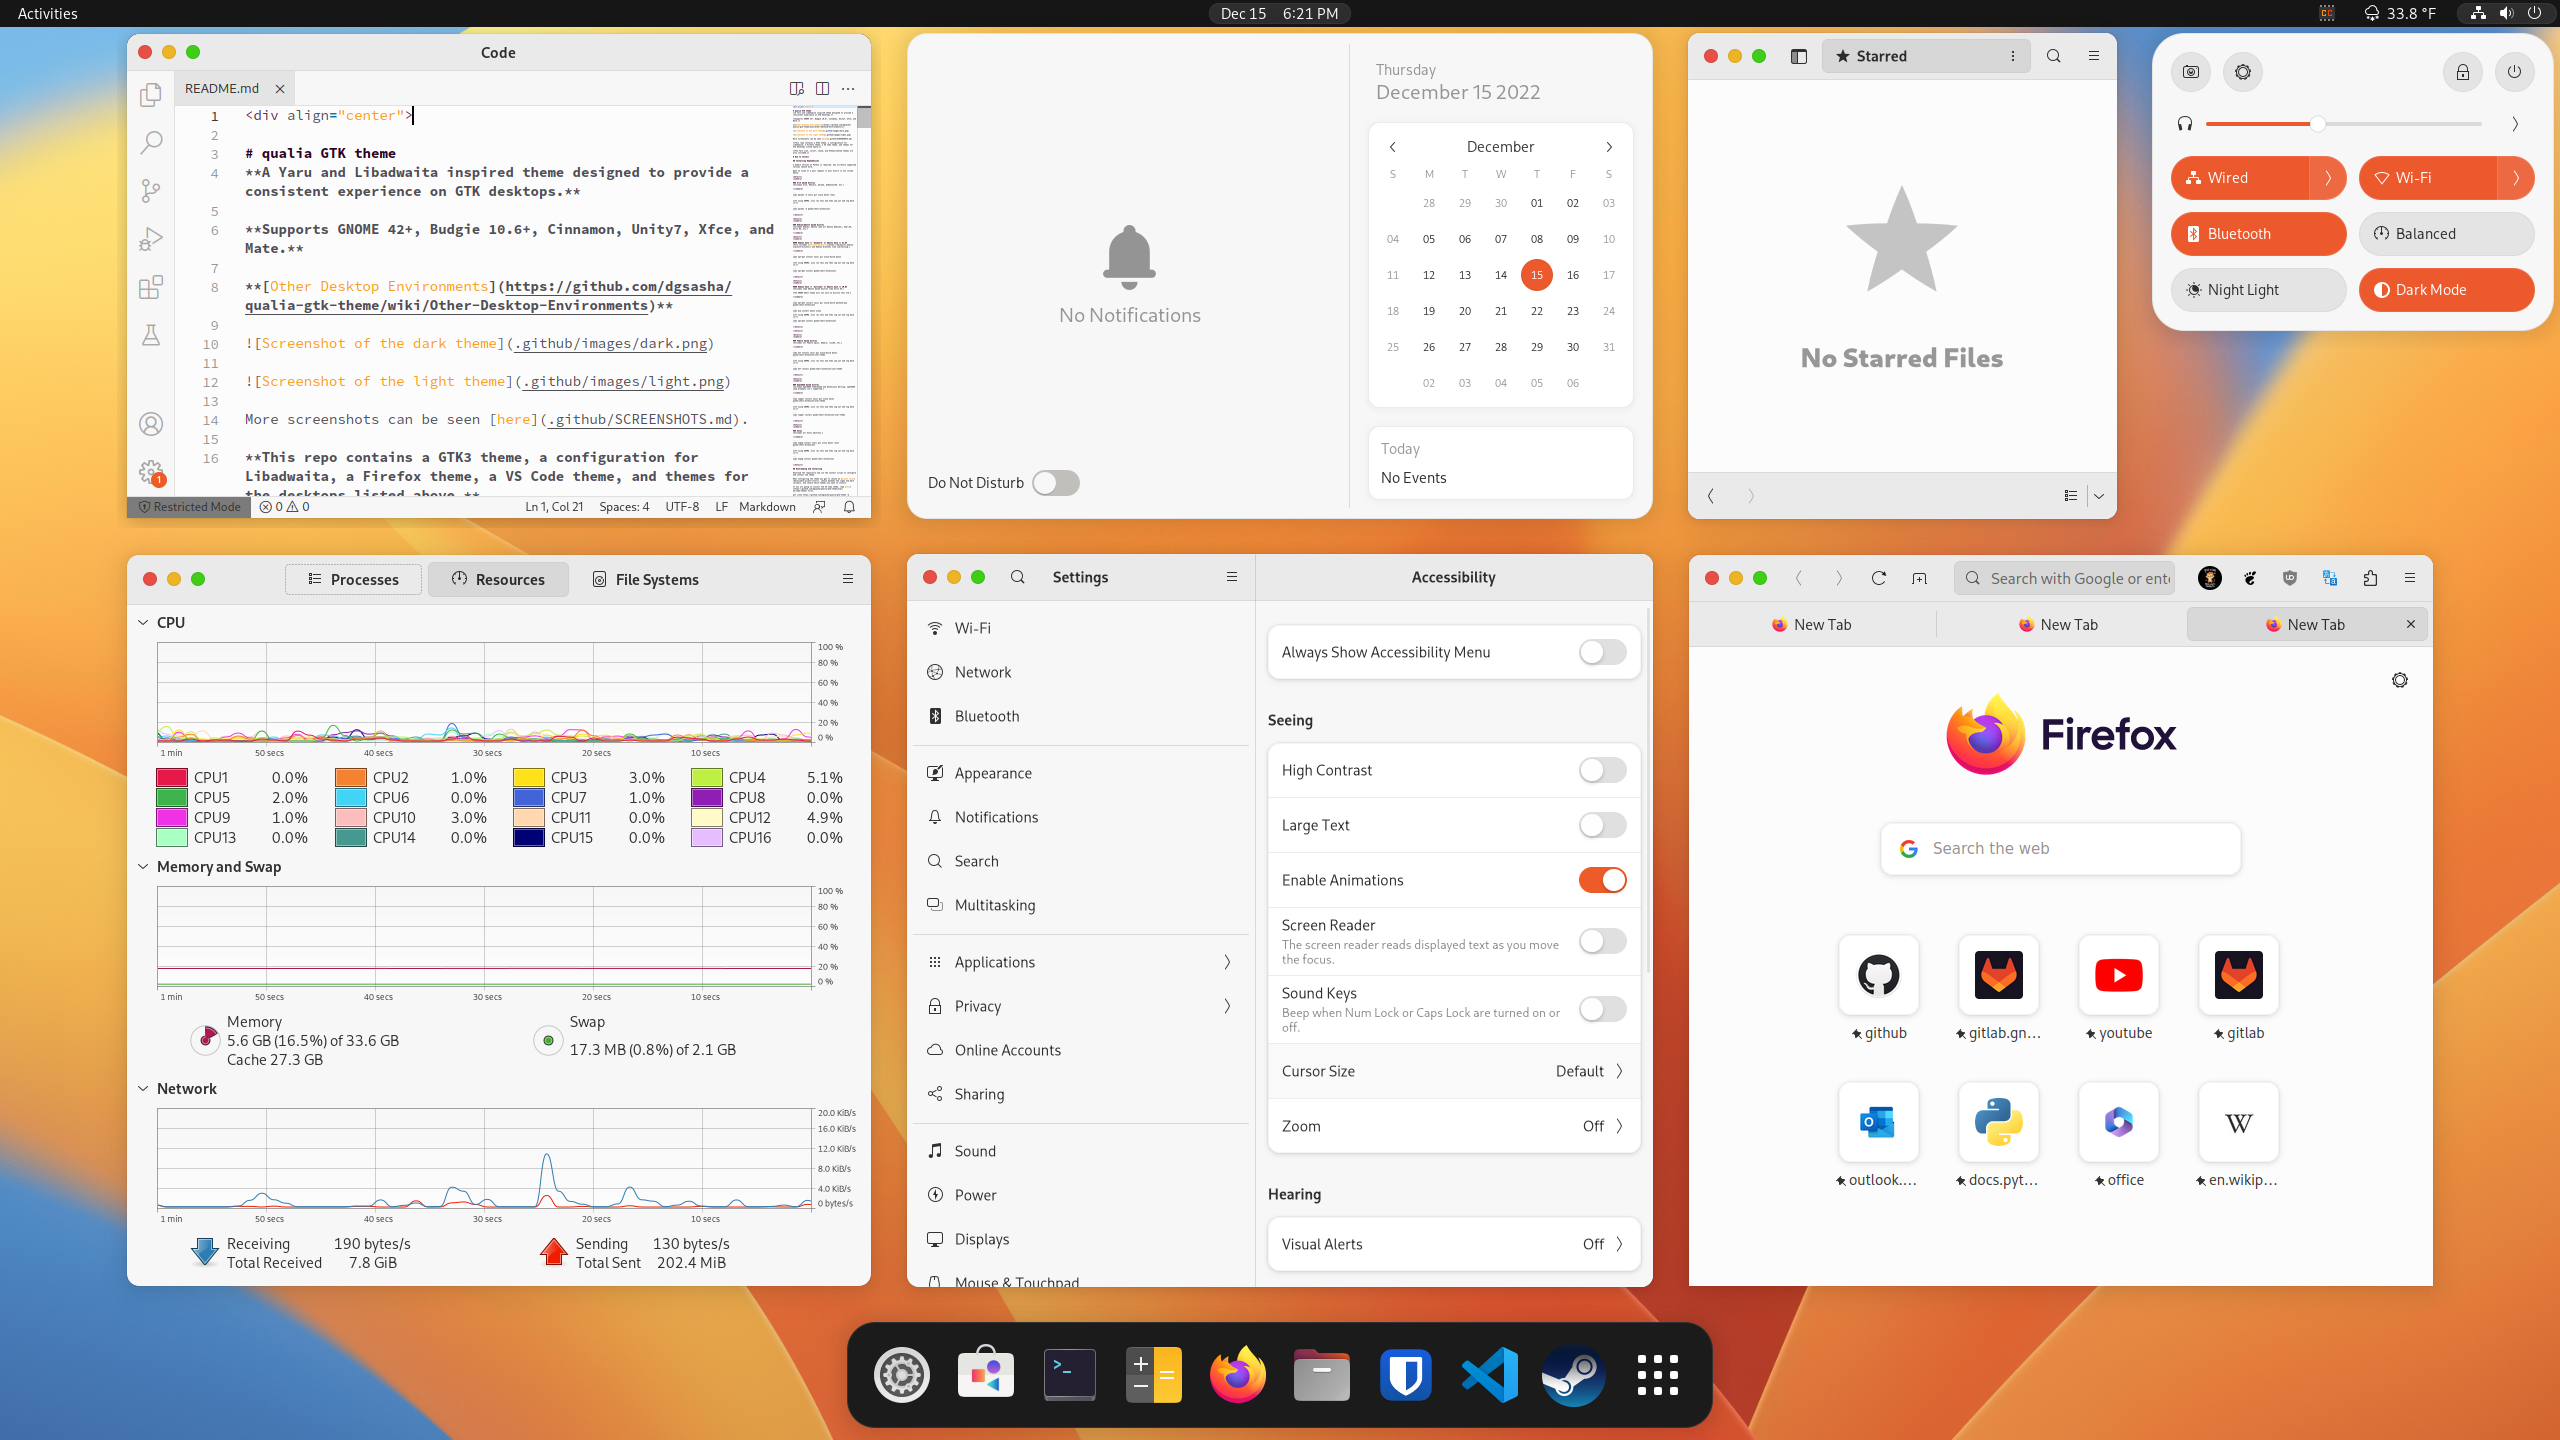 Activities
Dec 15 6:21 PM
33.8 °F
Code
README.md
1 <div align="center">
2
3 # qualia GTK theme
4 **A Yaru and Libadwaita inspired theme designed to provide a
consistent experience on GTK desktops.**
5
6 **Supports GNOME 42+, Budgie 10.6+, Cinnamon, Unity7, Xfce, and
Mate.**
7
8 **[Other Desktop Environments](https://github.com/dgsasha/
qualia-gtk-theme/wiki/Other-Desktop-Environments)**
9
10 ![Screenshot of the dark theme](.github/images/dark.png)
11
12 ![Screenshot of the light theme](.github/images/light.png)
13
14 More screenshots can be seen [here](.github/SCREENSHOTS.md).
15
16 **This repo contains a GTK3 theme, a configuration for
Libadwaita, a Firefox theme, a VS Code theme, and themes for
the desktops listed above.**
1
Restricted Mode 0 0 Ln 1, Col 21 Spaces: 4 UTF-8 LF Markdown
No Notifications
Do Not Disturb
Thursday
December 15 2022
December
S M T W T F S
28 29 30 01 02 03
04 05 06 07 08 09 10
11 12 13 14 15 16 17
18 19 20 21 22 23 24
25 26 27 28 29 30 31
02 03 04 05 06
Today
No Events
Starred
No Starred Files
Wired Wi-Fi
Bluetooth Balanced
Night Light Dark Mode
Processes Resources File Systems
CPU
100 %
80 %
60 %
40 %
20 %
0 %
1 min 50 secs 40 secs 30 secs 20 secs 10 secs
CPU1 0.0% CPU2 1.0% CPU3 3.0% CPU4 5.1%
CPU5 2.0% CPU6 0.0% CPU7 1.0% CPU8 0.0%
CPU9 1.0% CPU10 3.0% CPU11 0.0% CPU12 4.9%
CPU13 0.0% CPU14 0.0% CPU15 0.0% CPU16 0.0%
Memory and Swap
100 %
80 %
60 %
40 %
20 %
0 %
1 min 50 secs 40 secs 30 secs 20 secs 10 secs
Memory
5.6 GB (16.5%) of 33.6 GB
Cache 27.3 GB
Swap
17.3 MB (0.8%) of 2.1 GB
Network
20.0 KiB/s
16.0 KiB/s
12.0 KiB/s
8.0 KiB/s
4.0 KiB/s
0 bytes/s
1 min 50 secs 40 secs 30 secs 20 secs 10 secs
Receiving 190 bytes/s
Total Received 7.8 GiB
Sending 130 bytes/s
Total Sent 202.4 MiB
Settings
Wi-Fi
Network
Bluetooth
Appearance
Notifications
Search
Multitasking
Applications
Privacy
Online Accounts
Sharing
Sound
Power
Displays
Mouse & Touchpad
Accessibility
Always Show Accessibility Menu
Seeing
High Contrast
Large Text
Enable Animations
Screen Reader
The screen reader reads displayed text as you move
the focus.
Sound Keys
Beep when Num Lock or Caps Lock are turned on or
off.
Cursor Size Default
Zoom Off
Hearing
Visual Alerts Off
Search with Google or ente
New Tab New Tab New Tab
Firefox
Search the web
github gitlab.gn… youtube gitlab
W
outlook.… docs.pyt… office en.wikip…